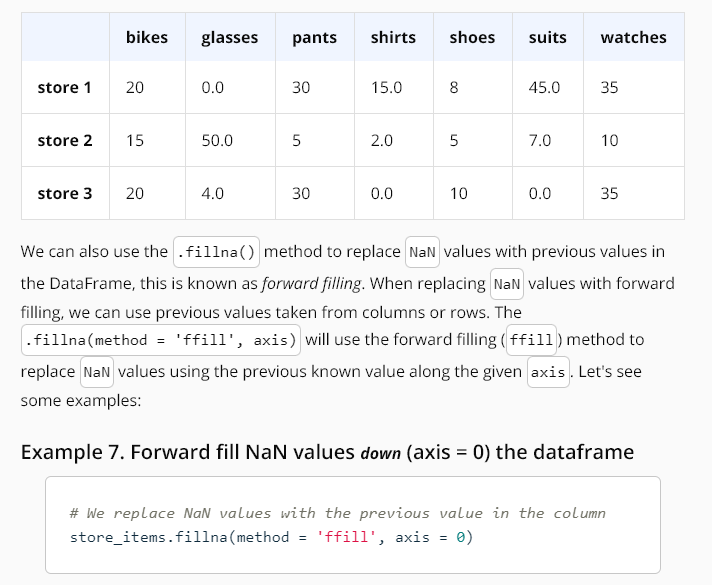 bikes glasses pants shirts shoes suits watches
store 1 20 0.0 30 15.0 8 45.0 35
store 2 15 50.0 5 2.0 5 7.0 10
store 3 20 4.0 30 0.0 10 0.0 35
We can also use the .fillna() method to replace NaN values with previous values in
the DataFrame, this is known as forward filling. When replacing NaN values with forward
filling, we can use previous values taken from columns or rows. The
.fillna(method = 'ffill', axis) will use the forward filling (ffill) method to
replace NaN values using the previous known value along the given axis. Let's see
some examples:
Example 7. Forward fill NaN values down (axis = 0) the dataframe
# We replace NaN values with the previous value in the column
store_items.fillna(method = 'ffill', axis = 0)